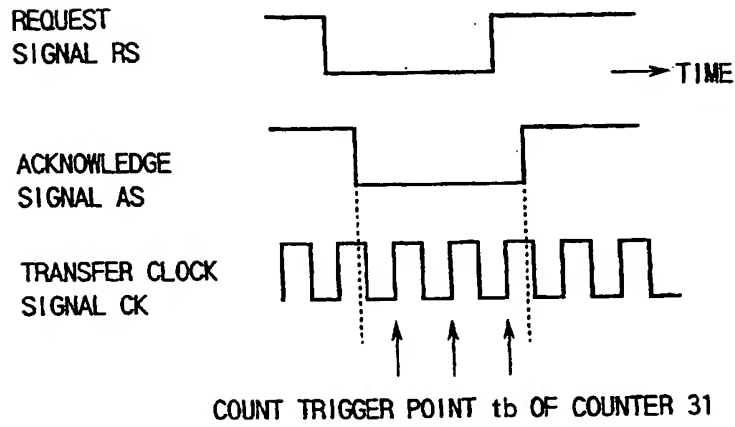 REQUEST
SIGNAL RS
TIME
ACKNOWLEDGE
SIGNAL AS
TRANSFER CLOCK
SIGNAL CK
COUNT TRIGGER POINT tb OF COUNTER 31